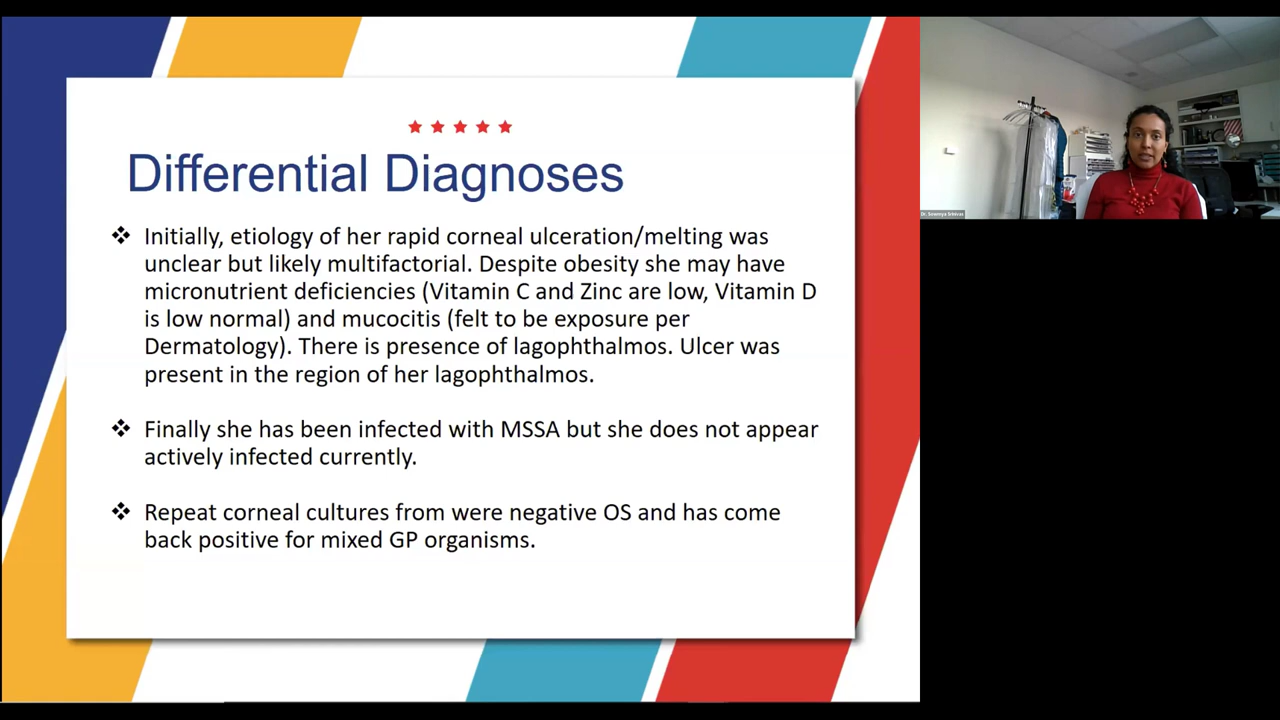 Differential Diagnoses
❖ Initially, etiology of her rapid corneal ulceration/melting was
unclear but likely multifactorial. Despite obesity she may have
micronutrient deficiencies (Vitamin C and Zinc are low, Vitamin D
is low normal) and mucocitis (felt to be exposure per
Dermatology). There is presence of lagophthalmos. Ulcer was
present in the region of her lagophthalmos.
❖ Finally she has been infected with MSSA but she does not appear
actively infected currently.
❖ Repeat corneal cultures from were negative OS and has come
back positive for mixed GP organisms.
Dr. Sowmya Srinivas